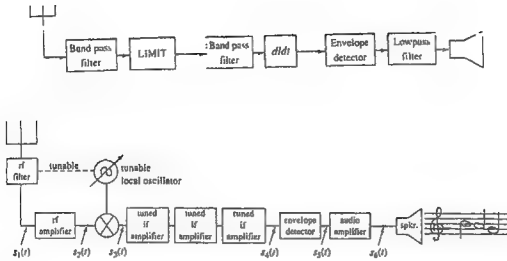 Band pass
filter
LIMIT
Band pass
filter
d/dt
Envelope
detector
Lowpass
filter
rf
filter
tunable
tunable
local oscillator
rf
amplifier
tuned
if
amplifier
tuned
if
amplifier
tuned
if
amplifier
envelope
detector
audio
amplifier
spkr.
s₁(t)
s₂(t)
s₃(t)
s₄(t)
s₅(t)
s₆(t)